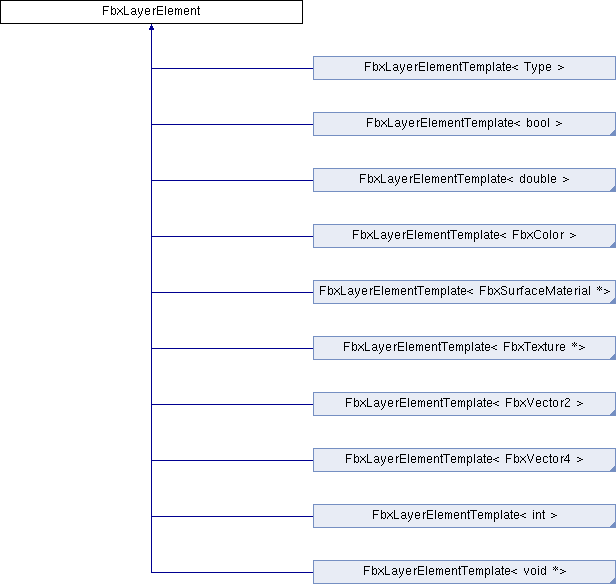 FbxLayerElement
FbxLayerElementTemplate< Type >
FbxLayerElementTemplate< bool >
FbxLayerElementTemplate< double >
FbxLayerElementTemplate< FbxColor >
FbxLayerElementTemplate< FbxSurfaceMaterial *>
FbxLayerElementTemplate< FbxTexture *>
FbxLayerElementTemplate< FbxVector2 >
FbxLayerElementTemplate< FbxVector4 >
FbxLayerElementTemplate< int >
FbxLayerElementTemplate< void *>